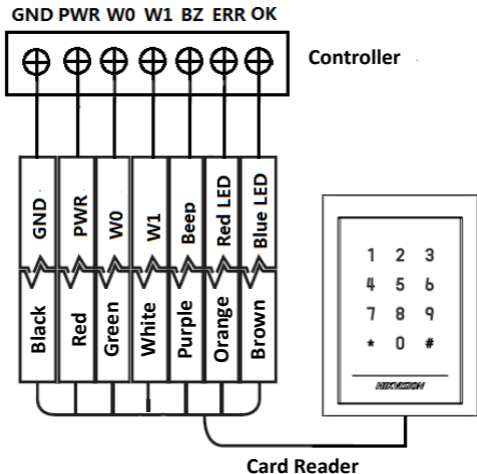 GND PWR W0 W1 BZ ERR OK
Controller
GND PWR W0 W1 Beep Red LED Blue LED
Black Red Green White Purple Orange Brown
1 2 3
4 5 6
7 8 9
* 0 #
HIKVISION
Card Reader